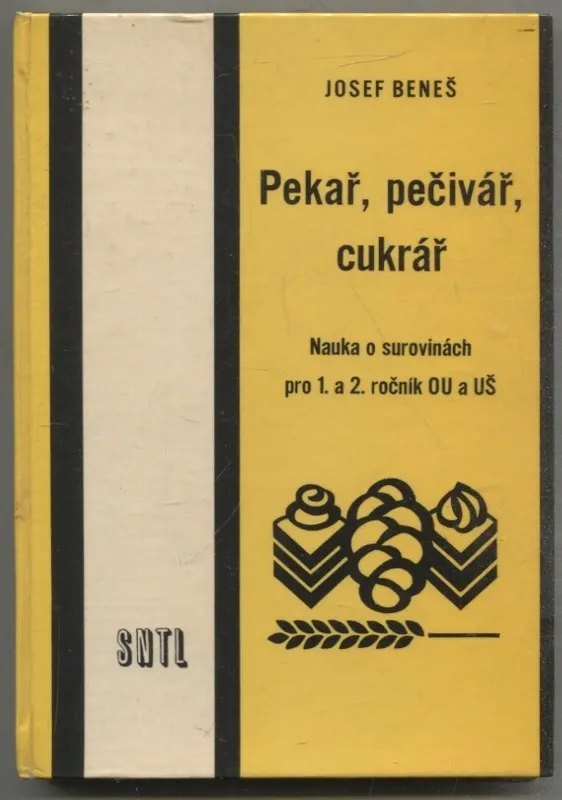 JOSEF BENEŠ
Pekař, pečivář,
cukrář
Nauka o surovinách
pro 1. a 2. ročník OU a UŠ
SNTL